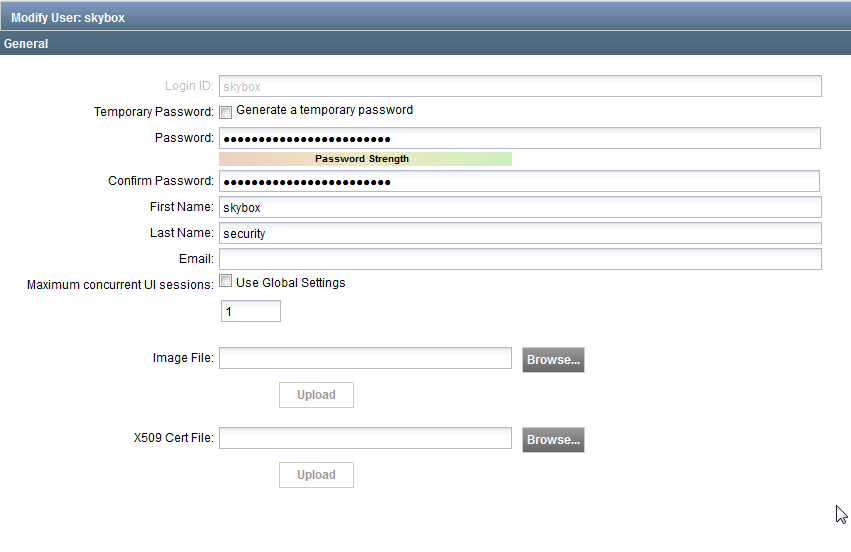 Modify User: skybox
General
Login ID: skybox
Temporary Password: Generate a temporary password
Password: ●●●●●●●●●●●●●●●●●●●●●●●●
Password Strength
Confirm Password: ●●●●●●●●●●●●●●●●●●●●●●●●
First Name: skybox
Last Name: security
Email:
Maximum concurrent UI sessions: Use Global Settings
1
Image File: Browse...
Upload
X509 Cert File: Browse...
Upload